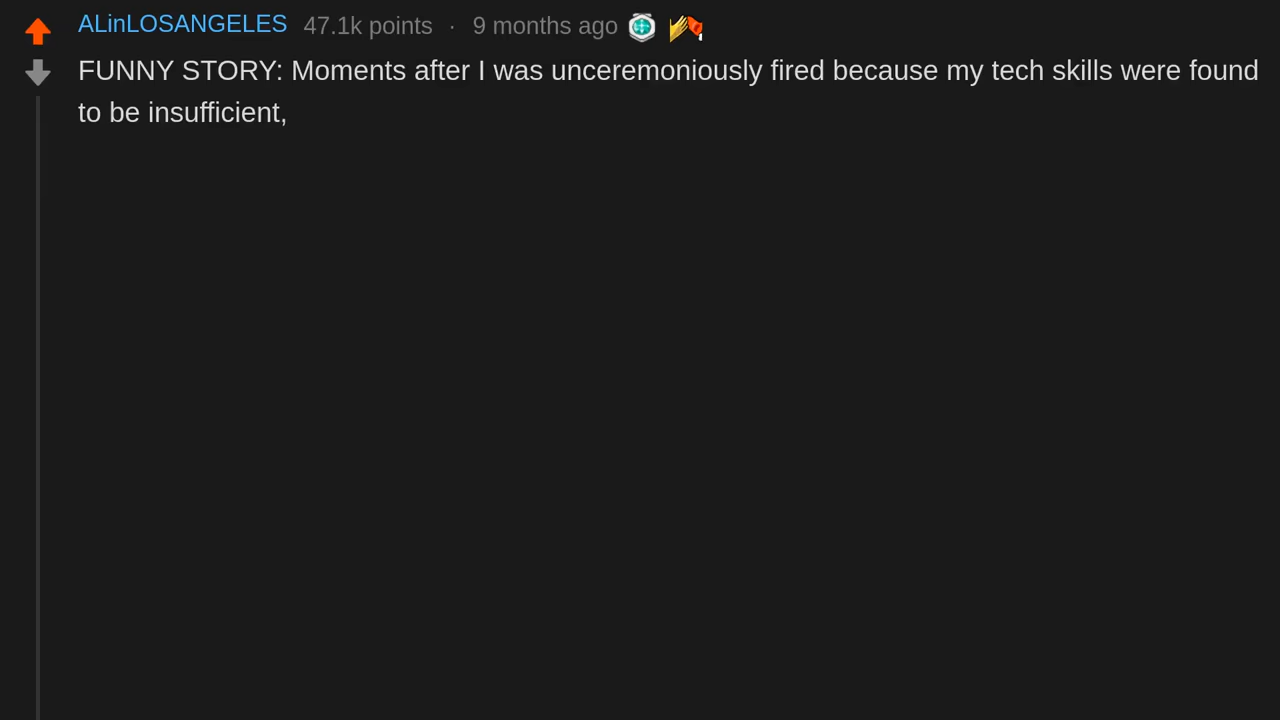 ALinLOSANGELES 47.1k points · 9 months ago
FUNNY STORY: Moments after I was unceremoniously fired because my tech skills were found
to be insufficient,